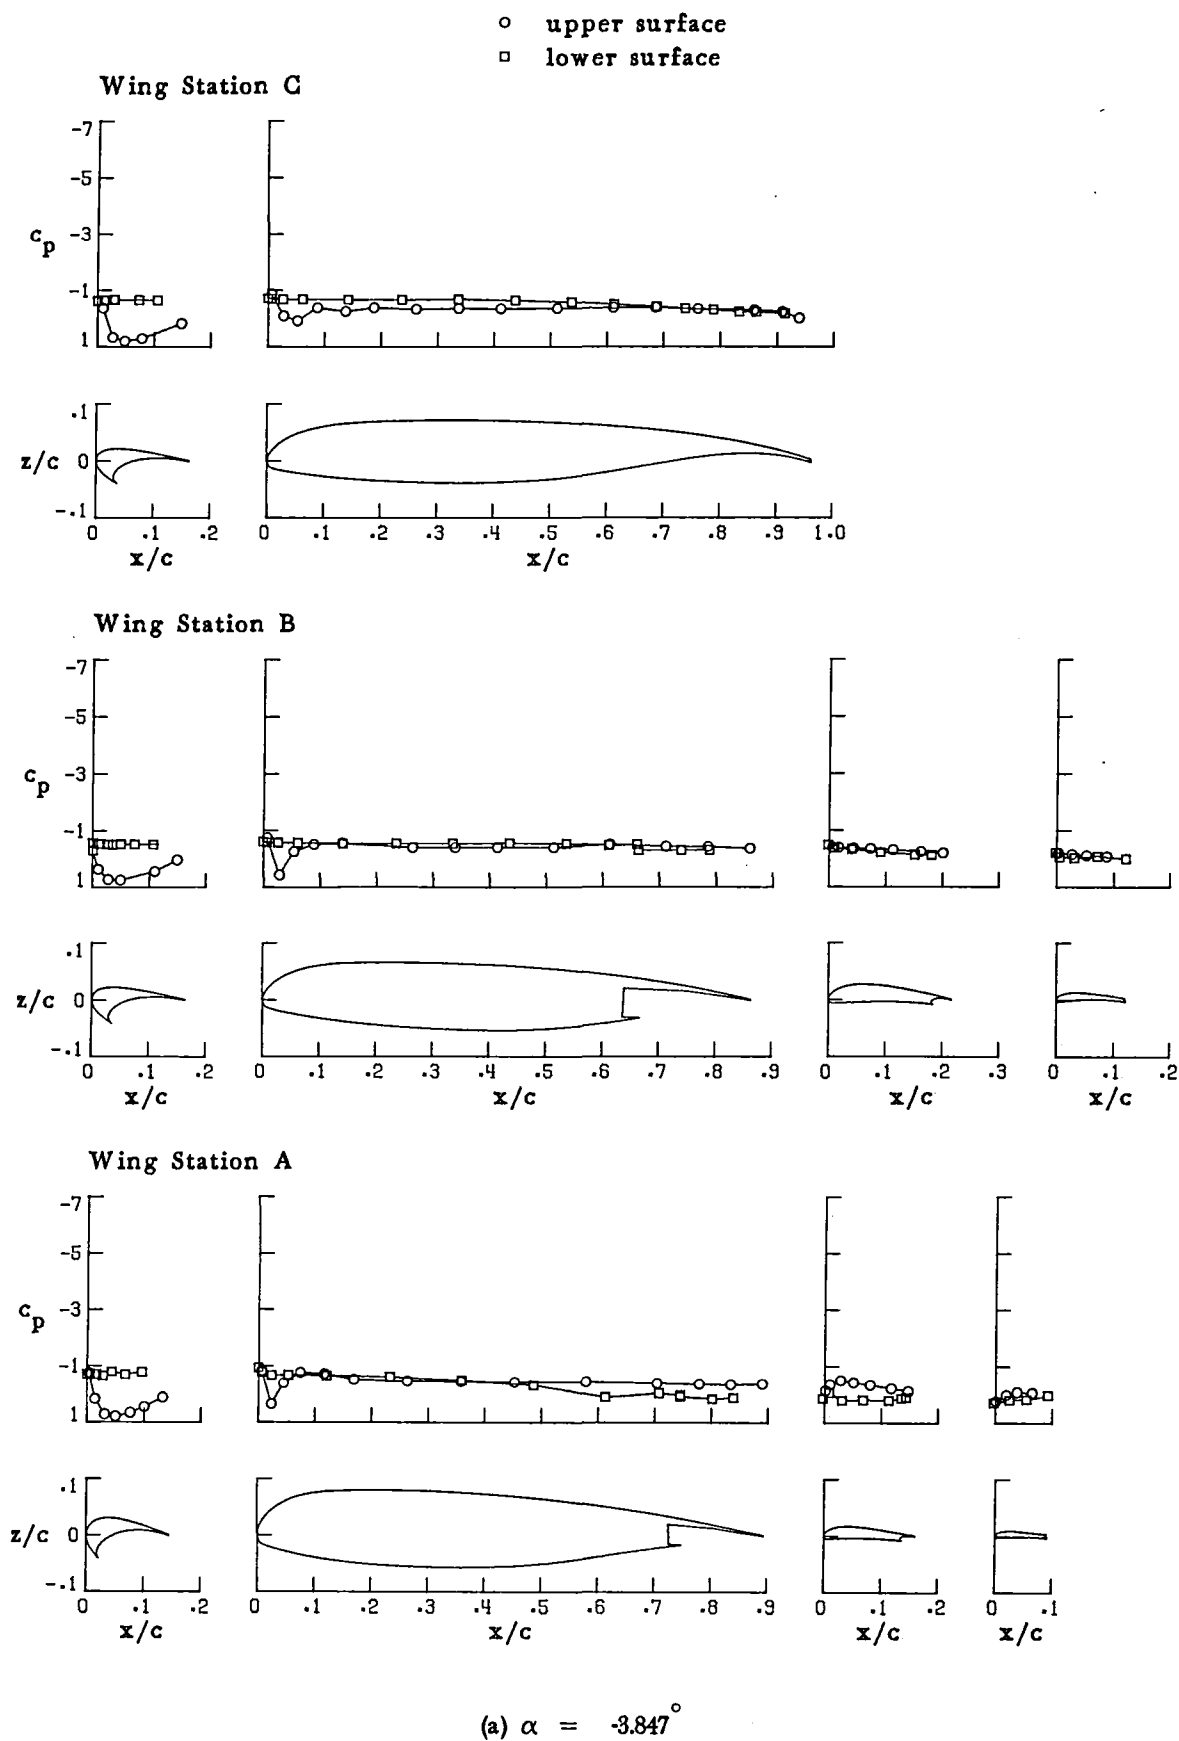 upper surface
lower surface
Wing Station C
-7
-5
-3
-1
1
cp
.1
0
-.1
z/c
0 .1 .2
x/c
0 .1 .2 .3 .4 .5 .6 .7 .8 .9 1.0
x/c
Wing Station B
-7
-5
-3
-1
1
cp
.1
0
-.1
z/c
0 .1 .2
x/c
0 .1 .2 .3 .4 .5 .6 .7 .8 .9
x/c
0 .1 .2 .3
x/c
0 .1 .2
x/c
Wing Station A
-7
-5
-3
-1
1
cp
.1
0
-.1
z/c
0 .1 .2
x/c
0 .1 .2 .3 .4 .5 .6 .7 .8 .9
x/c
0 .1 .2
x/c
0 .1
x/c
(a) α = -3.847°